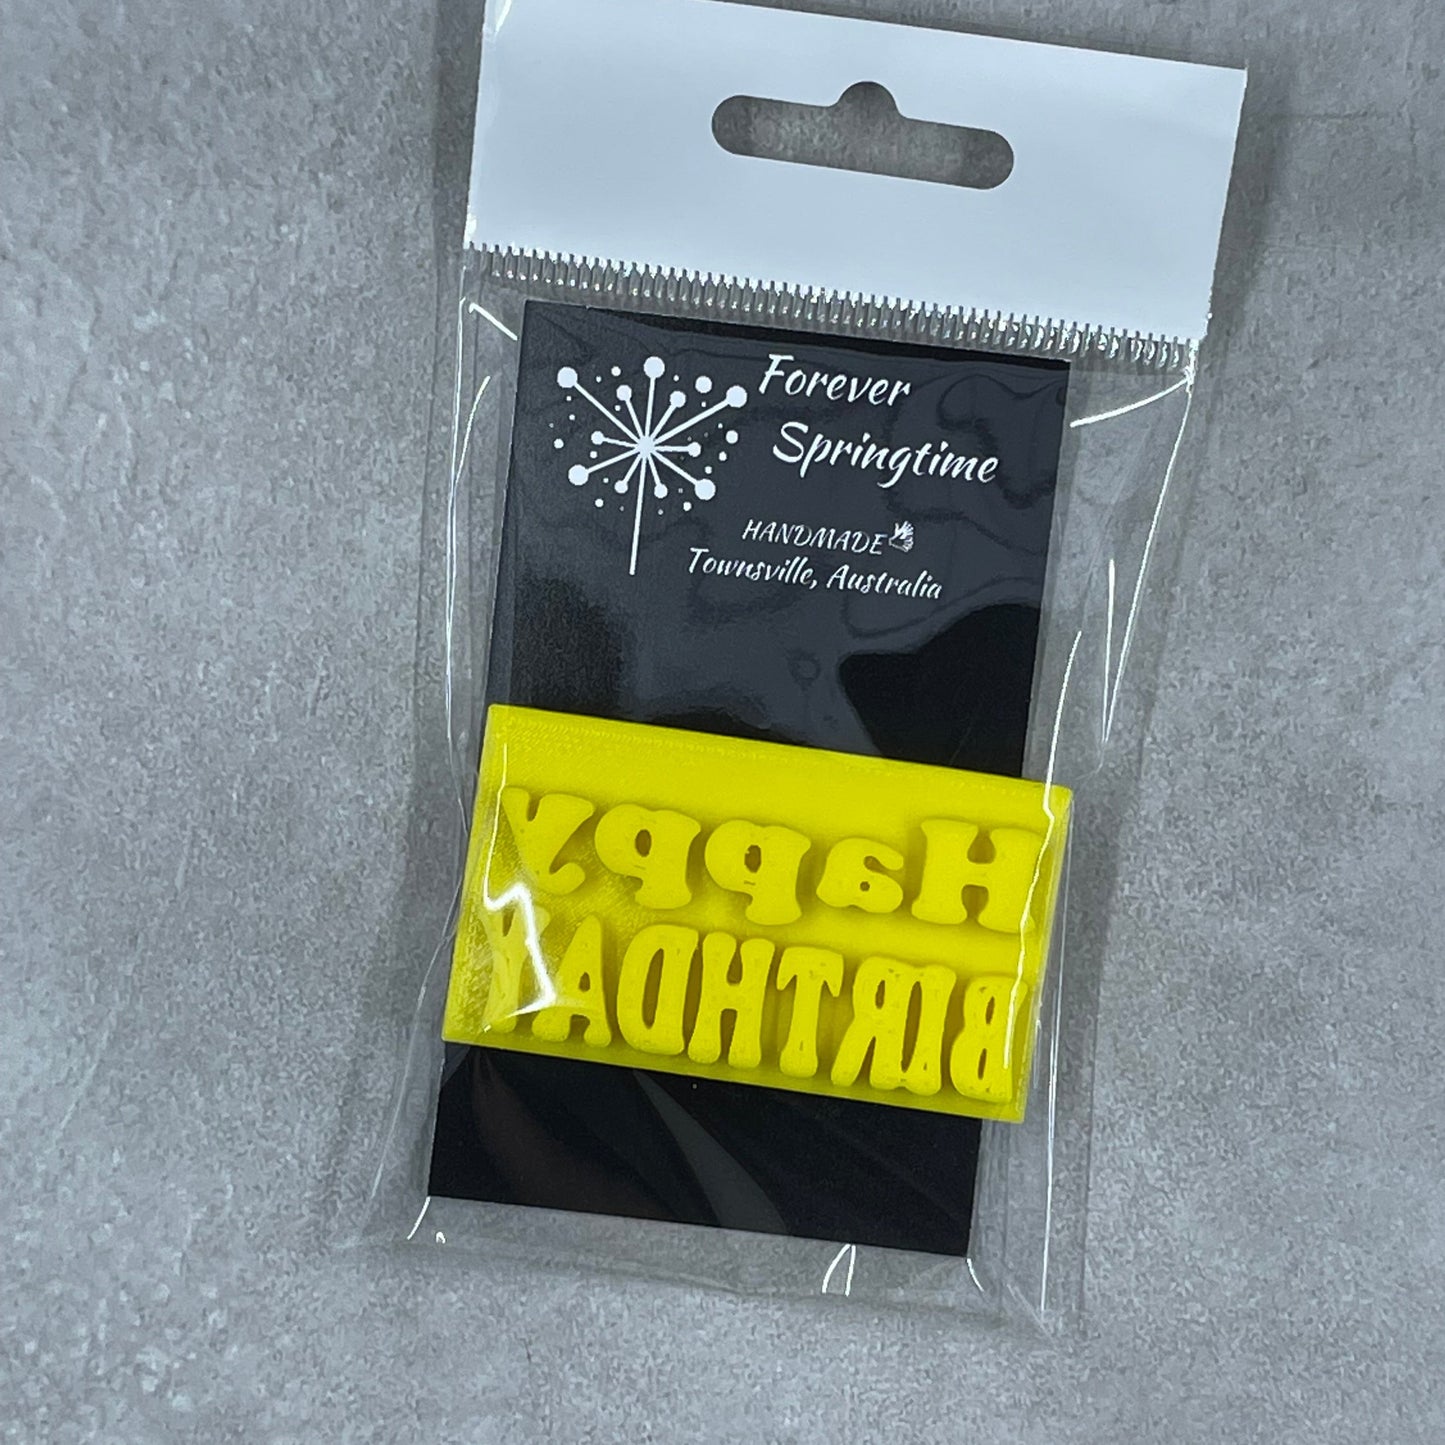 Forever
Springtime
HANDMADE
Townsville, Australia
Happy
BIRTHDAY